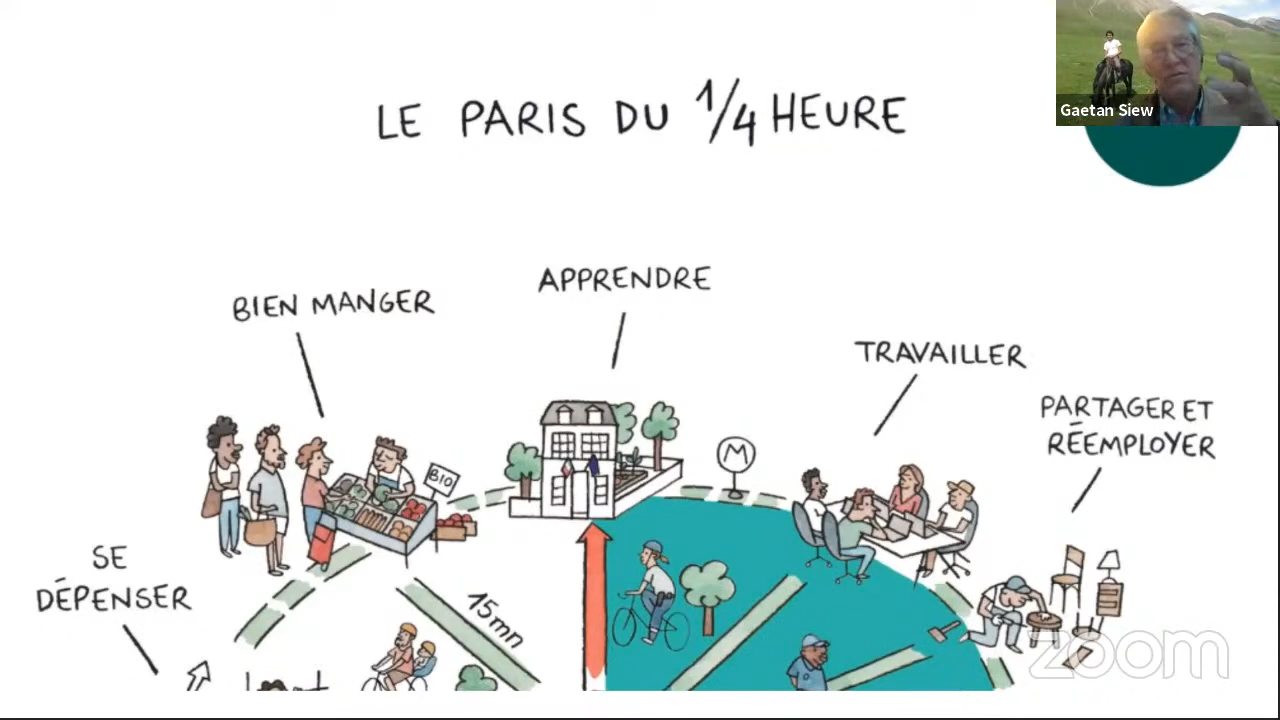 Gaetan Siew
LE PARIS DU 1/4 HEURE
APPRENDRE
BIEN MANGER
TRAVAILLER
PARTAGER ET
RÉEMPLOYER
M
BIO
SE
DÉPENSER
15mn
zoom